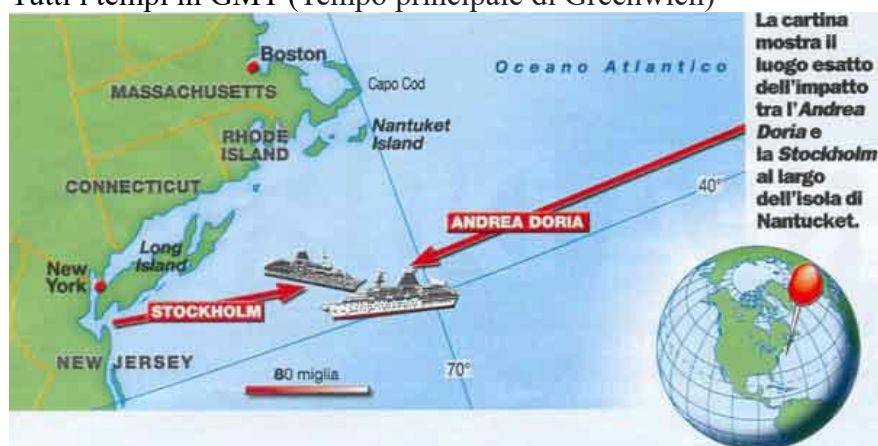 Tutti i tempi in GMT (Tempo principale di Greenwich)
La cartina
mostra il
luogo esatto
dell'impatto
tra l'Andrea
Doria e
la Stockholm
al largo
dell'isola di
Nantucket.
Boston
Oceano Atlantico
MASSACHUSETTS
Capo Cod
RHODE
ISLAND
Nantuket
Island
CONNECTICUT
40°
ANDREA DORIA
Long
Island
New
York
STOCKHOLM
NEW JERSEY
80 miglia
70°